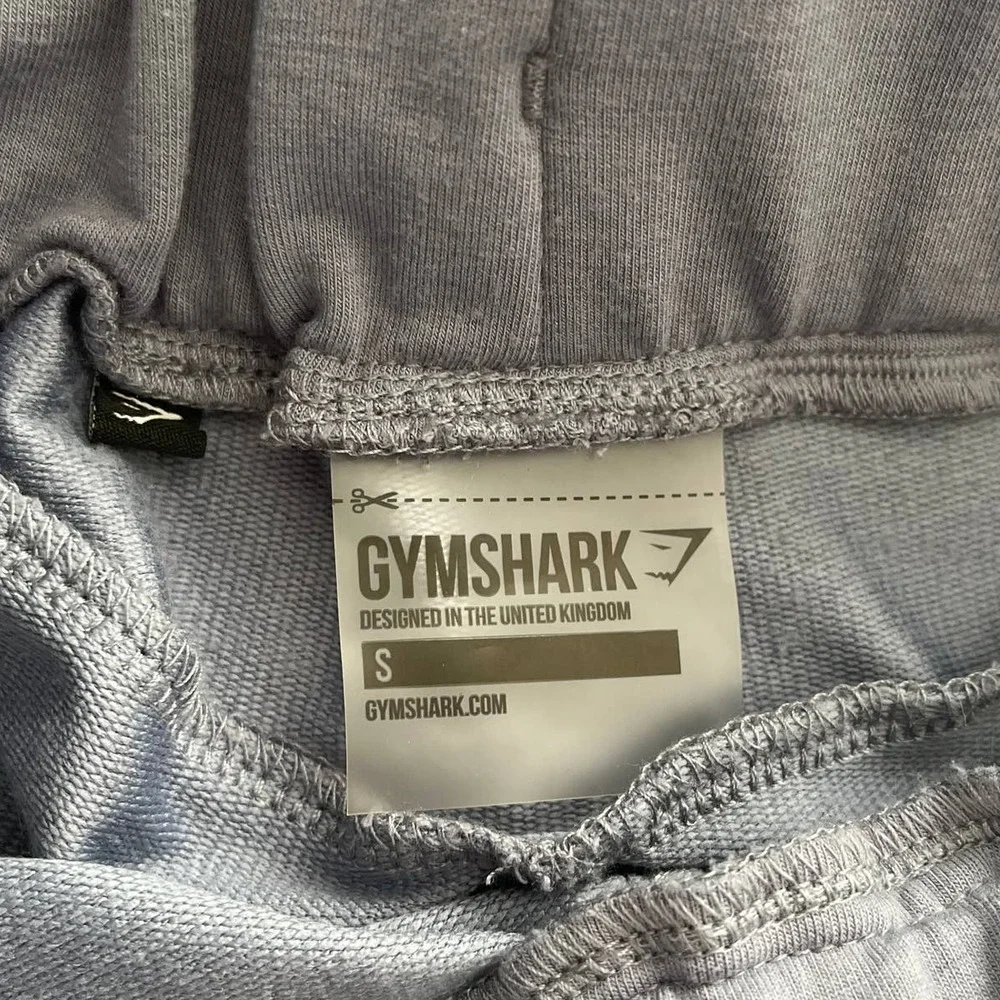 GYMSHARK
DESIGNED IN THE UNITED KINGDOM
S
GYMSHARK.COM